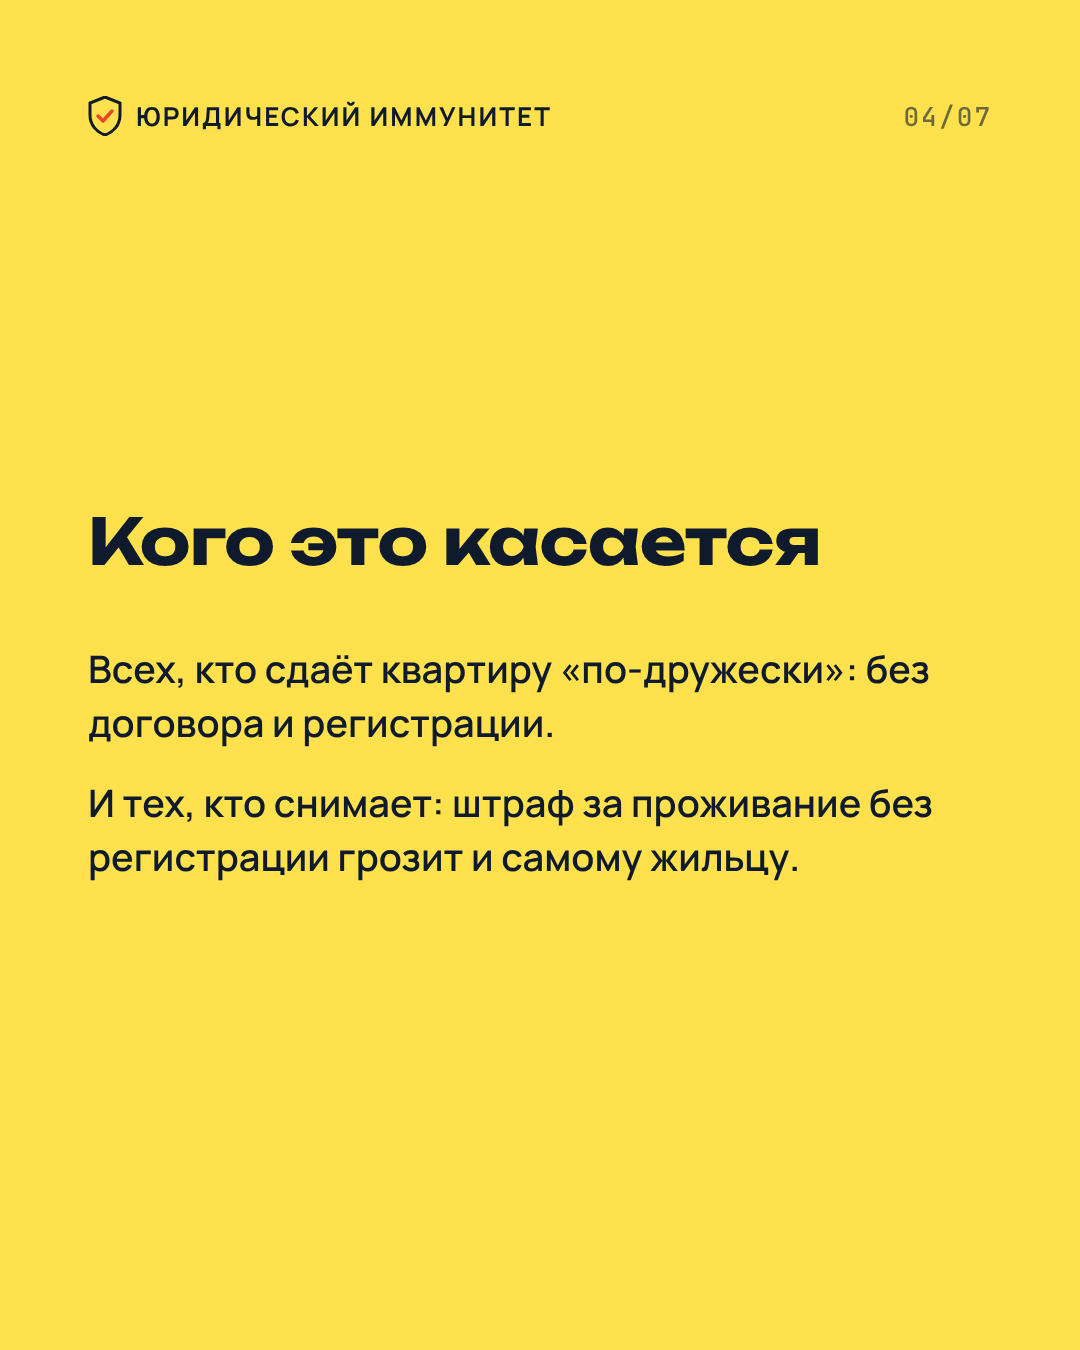 ЮРИДИЧЕСКИЙ ИММУНИТЕТ
04/07
Кого это касается
Всех, кто сдаёт квартиру «по-дружески»: без
договора и регистрации.
И тех, кто снимает: штраф за проживание без
регистрации грозит и самому жильцу.